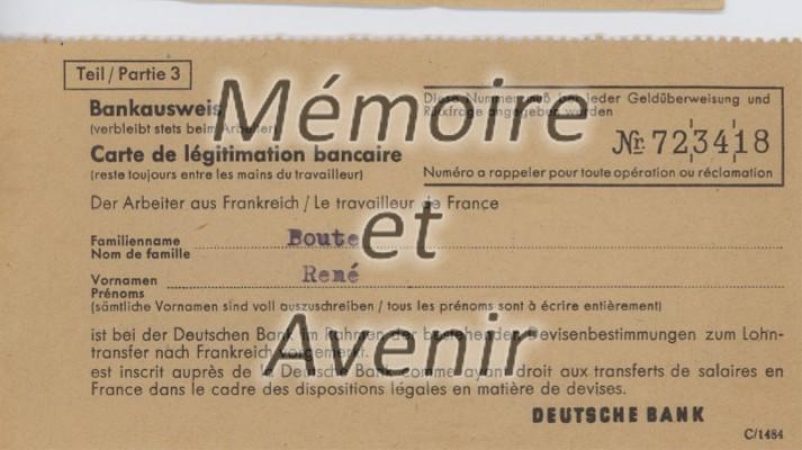 Teil / Partie 3
Bankausweis
(verbleibt stets beim Arbeiter)
Carte de légitimation bancaire
(reste toujours entre les mains du travailleur)
Diese Nummer muß bei jeder Geldüberweisung und
Rückfrage angegeben werden
№ 723418
Numéro a rappeler pour toute opération ou réclamation
Der Arbeiter aus Frankreich / Le travailleur de France
Familienname
Nom de famille
Boute
Vornamen
Prénoms
René
(sämtliche Vornamen sind voll auszuschreiben / tous les prénoms sont à écrire entièrement)
ist bei der Deutschen Bank im Rahmen der bestehenden Devisenbestimmungen zum Lohn-
transfer nach Frankreich vorgemerkt.
est inscrit auprès de la Deutsche Bank comme ayant droit aux transferts de salaires en
France dans le cadre des dispositions légales en matière de devises.
DEUTSCHE BANK
C/1484
Mémoire
et
Avenir